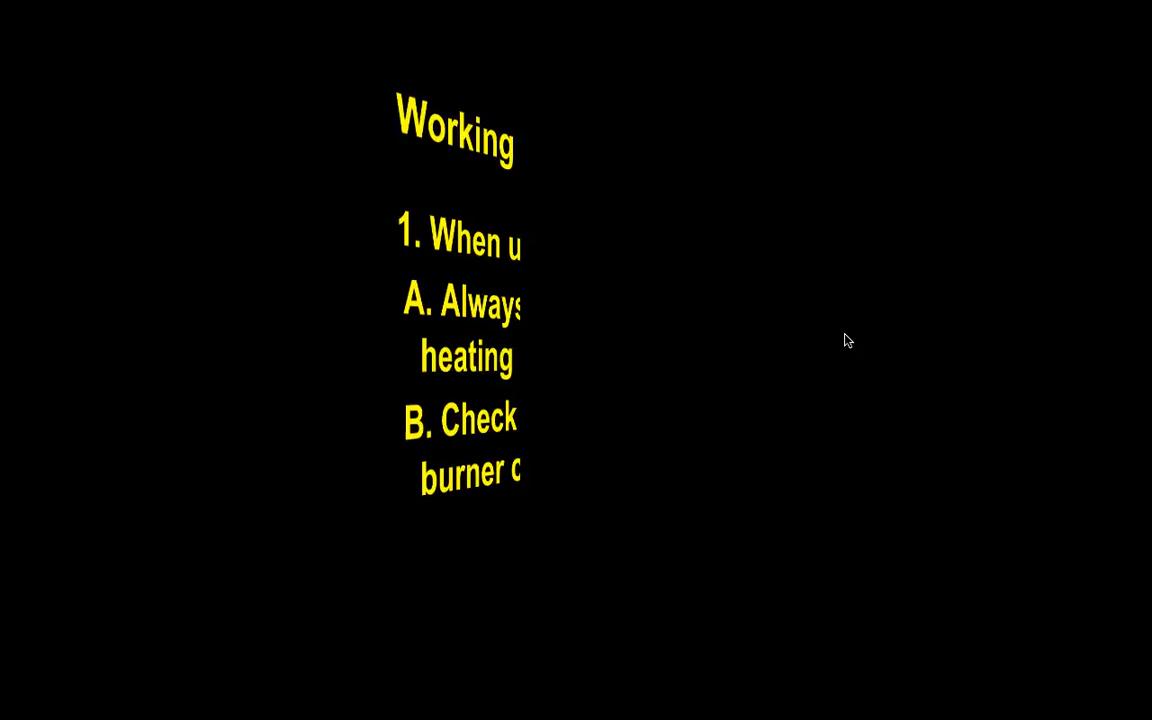 Working
1. When u
A. Always
heating
B. Check
burner